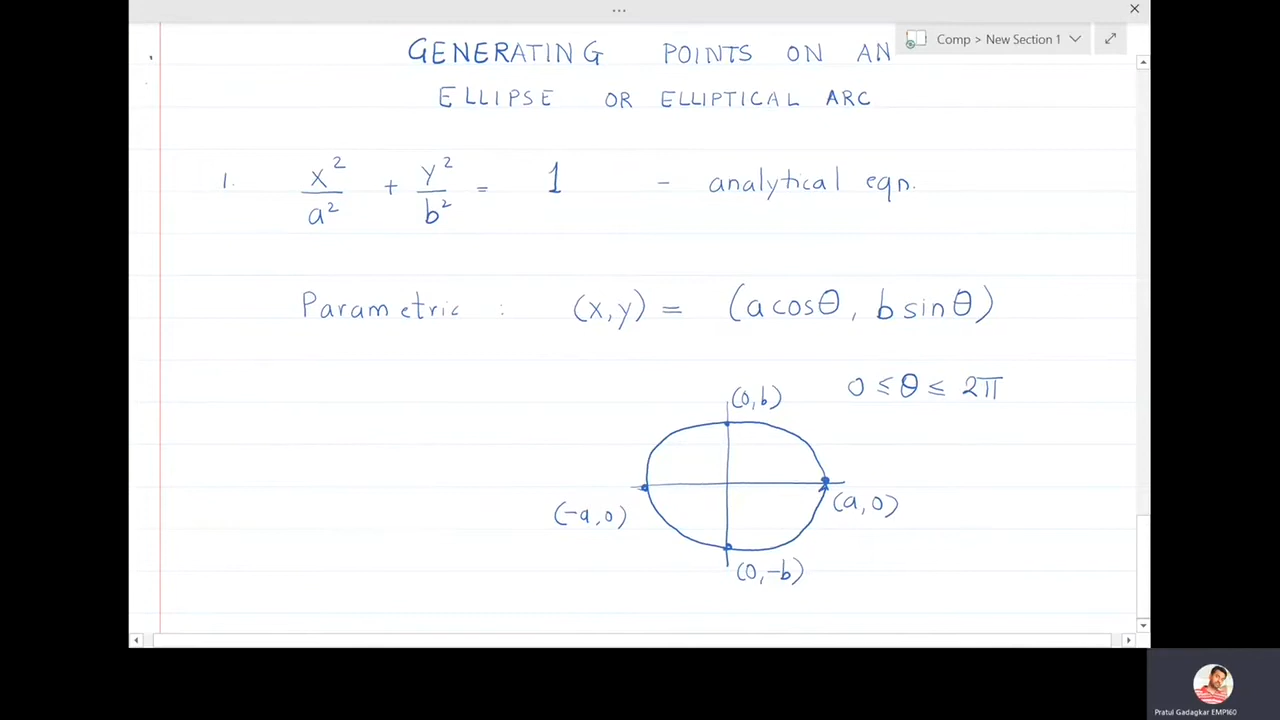 Comp > New Section 1
GENERATING POINTS ON AN
ELLIPSE OR ELLIPTICAL ARC
1. x²/a² + y²/b² = 1 - analytical eqn.
Parametric : (x,y) = (a cosθ, b sinθ)
0 ≤ θ ≤ 2π
(0,b)
(-a,0)
(a,0)
(0,-b)
Pratul Gadagkar EMP160